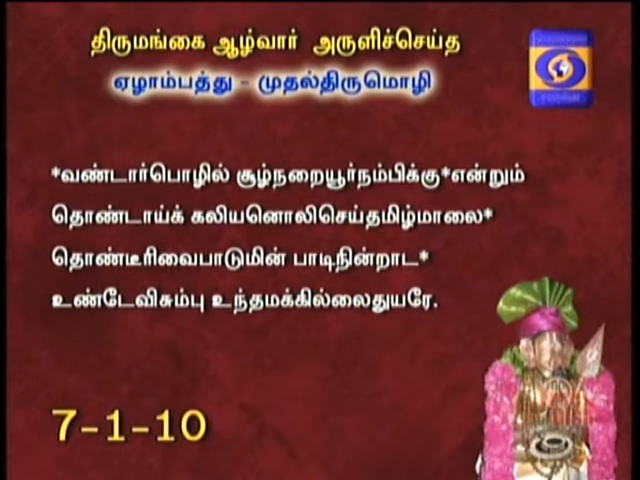 திருமங்கை ஆழ்வார் அருளிச்செய்த
ஏழாம்பத்து - முதல்திருமொழி
*வண்டார்பொழில் சூழ்நறையூர்நம்பிக்கு*என்றும்
தொண்டாய்க் கலியனொலிசெய்தமிழ்மாலை*
தொண்டீரிவைபாடுமின் பாடிநின்றாட*
உண்டேவிசும்பு உந்தமக்கில்லைதுயரே.
7-1-10